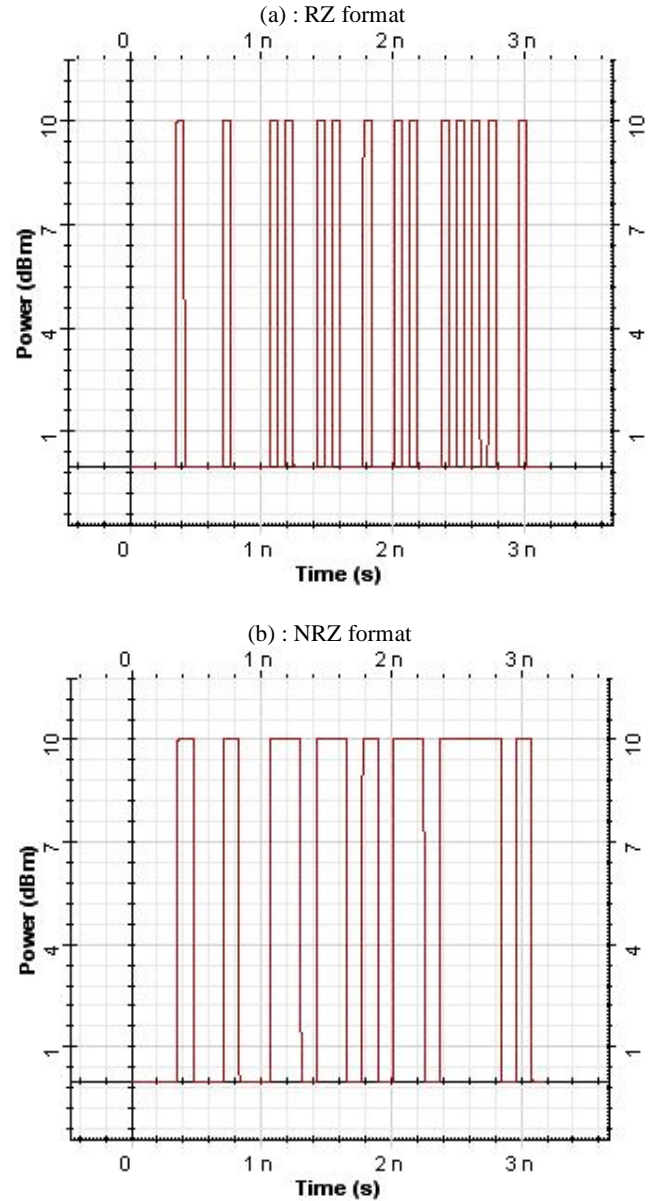 (a) : RZ format
0 1 n 2 n 3 n
10 10
7 7
Power (dBm)
4 4
1 1
0 1 n 2 n 3 n
Time (s)
(b) : NRZ format
0 1 n 2 n 3 n
10 10
7 7
Power (dBm)
4 4
1 1
0 1 n 2 n 3 n
Time (s)